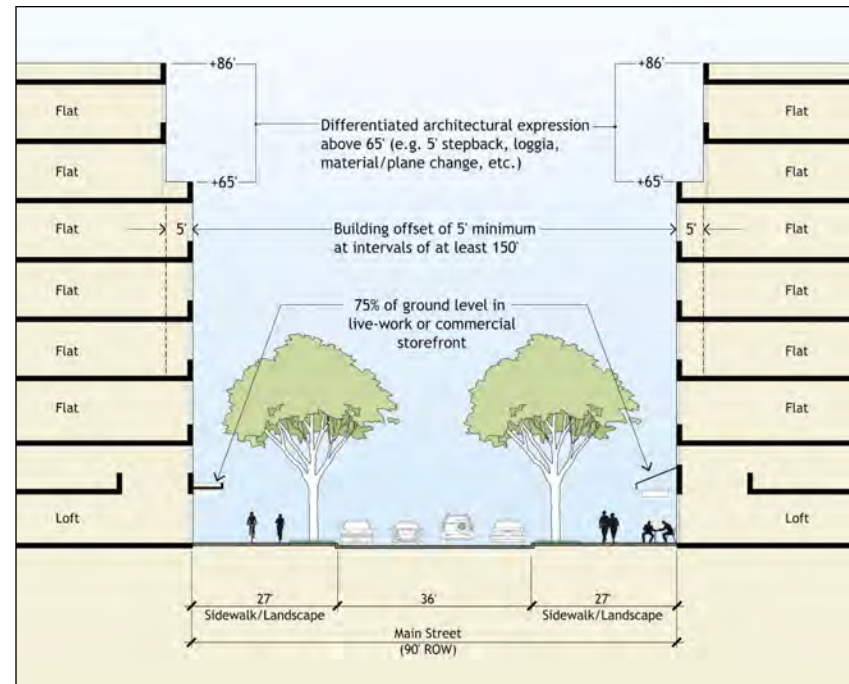 +86'
+86'
Flat
Flat
Differentiated architectural expression
above 65' (e.g. 5' stepback, loggia,
material/plane change, etc.)
Flat
Flat
+65'
+65'
Flat
5'
Building offset of 5' minimum
at intervals of at least 150'
5'
Flat
Flat
Flat
75% of ground level in
live-work or commercial
storefront
Flat
Flat
Flat
Flat
Loft
Loft
27'
36'
27'
Sidewalk/Landscape
Sidewalk/Landscape
Main Street
(90' ROW)